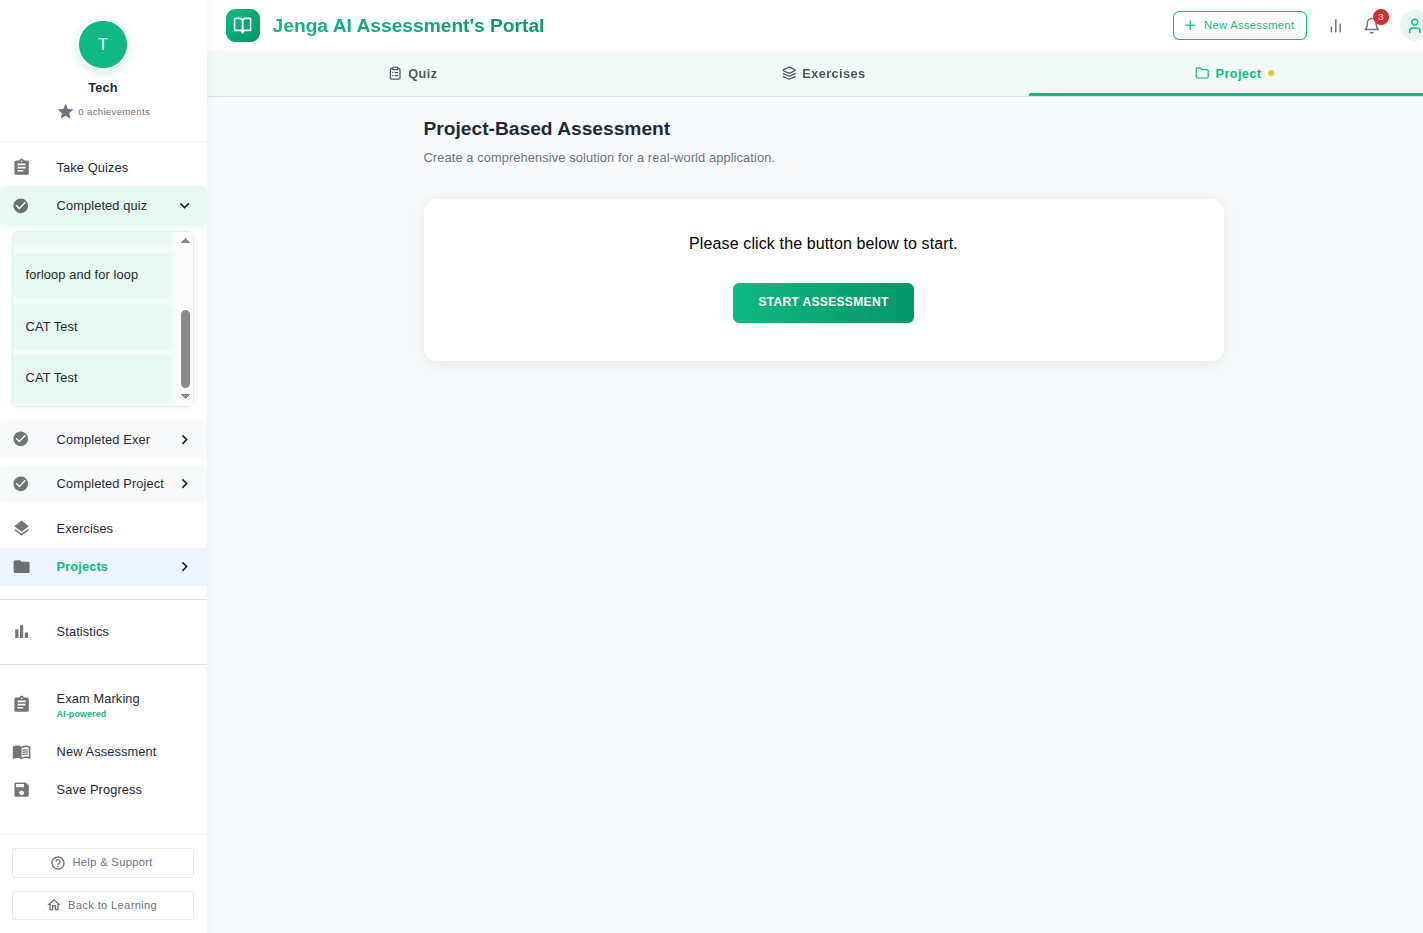 T
Tech
0 achievements
Take Quizes
Completed quiz
forloop and for loop
CAT Test
CAT Test
Completed Exer
Completed Project
Exercises
Projects
Statistics
Exam Marking
AI-powered
New Assessment
Save Progress
Help & Support
Back to Learning
Jenga AI Assessment's Portal
New Assessment
3
Quiz
Exercises
Project
Project-Based Assessment
Create a comprehensive solution for a real-world application.
Please click the button below to start.
START ASSESSMENT